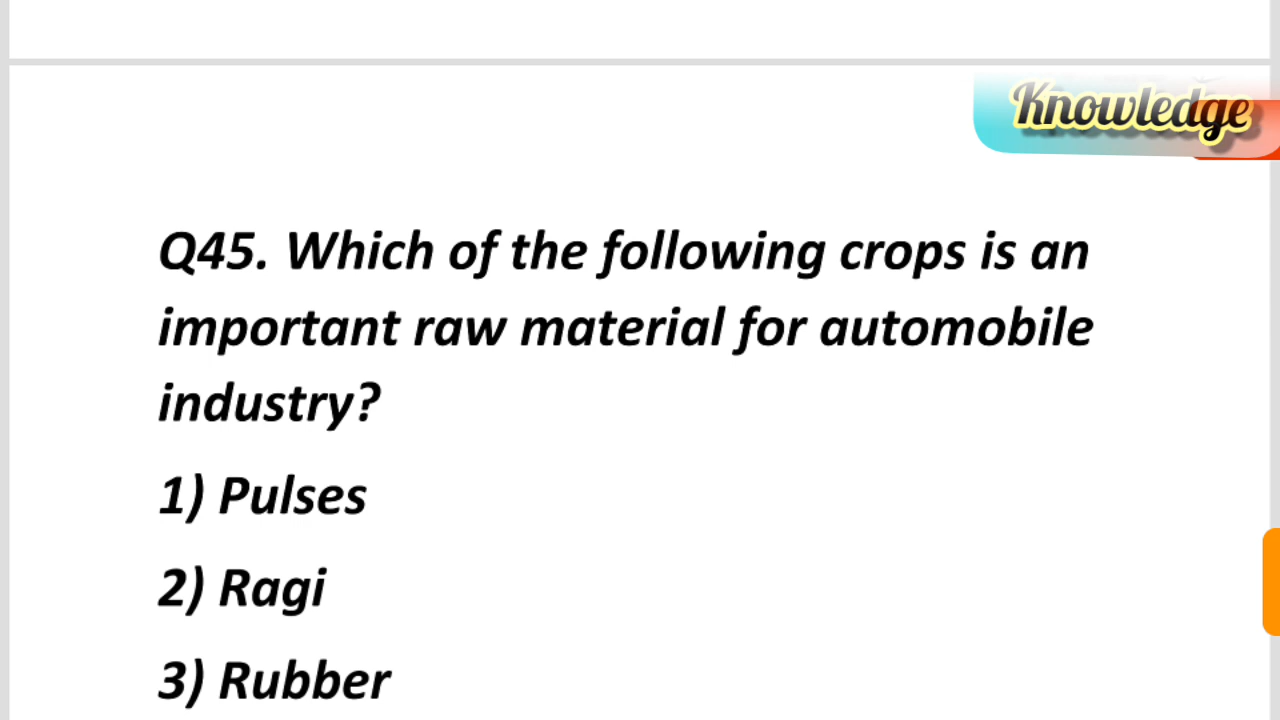 Knowledge
Q45. Which of the following crops is an
important raw material for automobile
industry?
1) Pulses
2) Ragi
3) Rubber